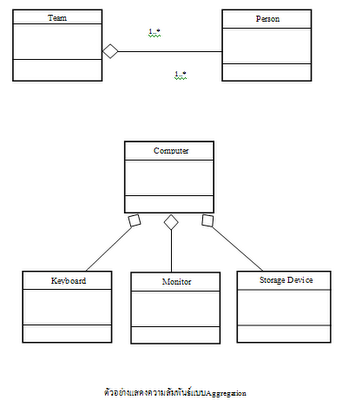 Team
Person
1..*
1..*
Computer
Keyboard
Monitor
Storage Device
ตัวอย่างแสดงความสัมพันธ์แบบAggregation